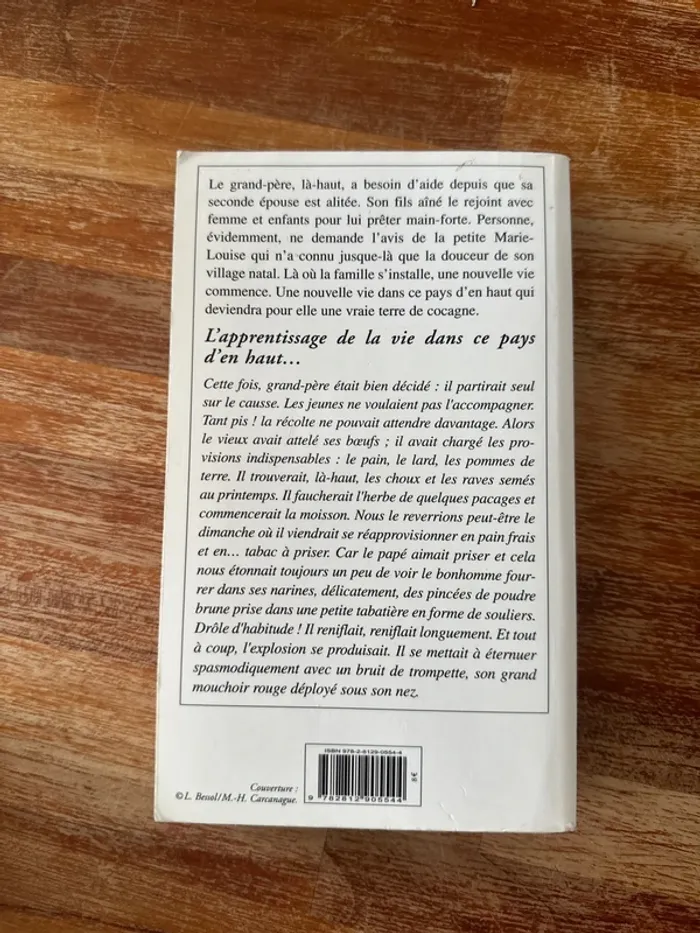 Le grand-père, là-haut, a besoin d'aide depuis que sa
seconde épouse est alitée. Son fils aîné le rejoint avec
femme et enfants pour lui prêter main-forte. Personne,
évidemment, ne demande l'avis de la petite Marie-
Louise qui n'a connu jusque-là que la douceur de son
village natal. Là où la famille s'installe, une nouvelle vie
commence. Une nouvelle vie dans ce pays d'en haut qui
deviendra pour elle une vraie terre de cocagne.
L'apprentissage de la vie dans ce pays
d'en haut…
Cette fois, grand-père était bien décidé : il partirait seul
sur le causse. Les jeunes ne voulaient pas l'accompagner.
Tant pis ! la récolte ne pouvait attendre davantage. Alors
le vieux avait attelé ses bœufs ; il avait chargé les pro-
visions indispensables : le pain, le lard, les pommes de
terre. Il trouverait, là-haut, les choux et les raves semés
au printemps. Il faucherait l'herbe de quelques pacages et
commencerait la moisson. Nous le reverrions peut-être le
dimanche où il viendrait se réapprovisionner en pain frais
et en… tabac à priser. Car le papé aimait priser et cela
nous étonnait toujours un peu de voir le bonhomme four-
rer dans ses narines, délicatement, des pincées de poudre
brune prise dans une petite tabatière en forme de souliers.
Drôle d'habitude ! Il reniflait, reniflait longuement. Et tout
à coup, l'explosion se produisait. Il se mettait à éternuer
spasmodiquement avec un bruit de trompette, son grand
mouchoir rouge déployé sous son nez.
ISBN 978-2-8129-0554-4
8€
9 782812 905544
Couverture :
© L. Bessol/M.-H. Carcanague.